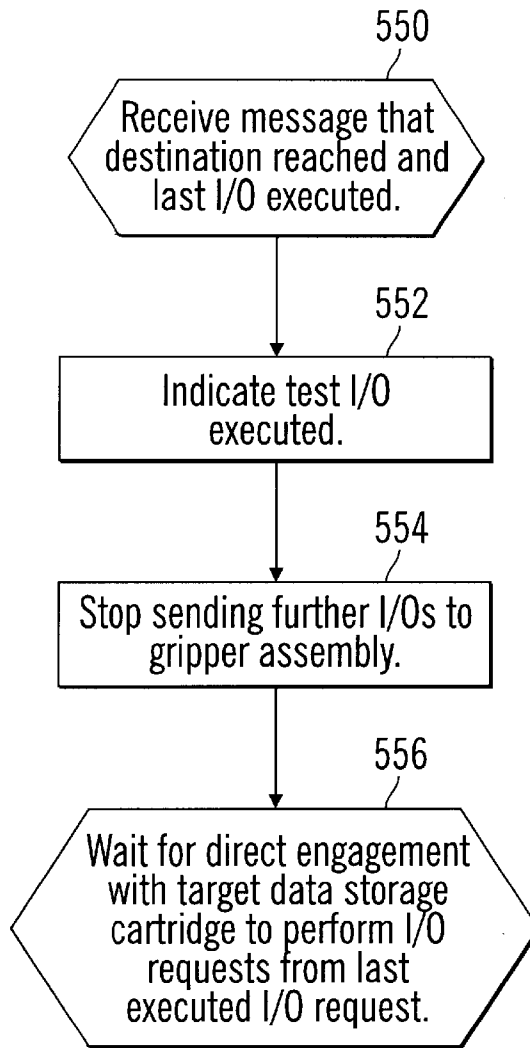 550
Receive message that
destination reached and
last I/O executed.
552
Indicate test I/O
executed.
554
Stop sending further I/Os to
gripper assembly.
556
Wait for direct engagement
with target data storage
cartridge to perform I/O
requests from last
executed I/O request.